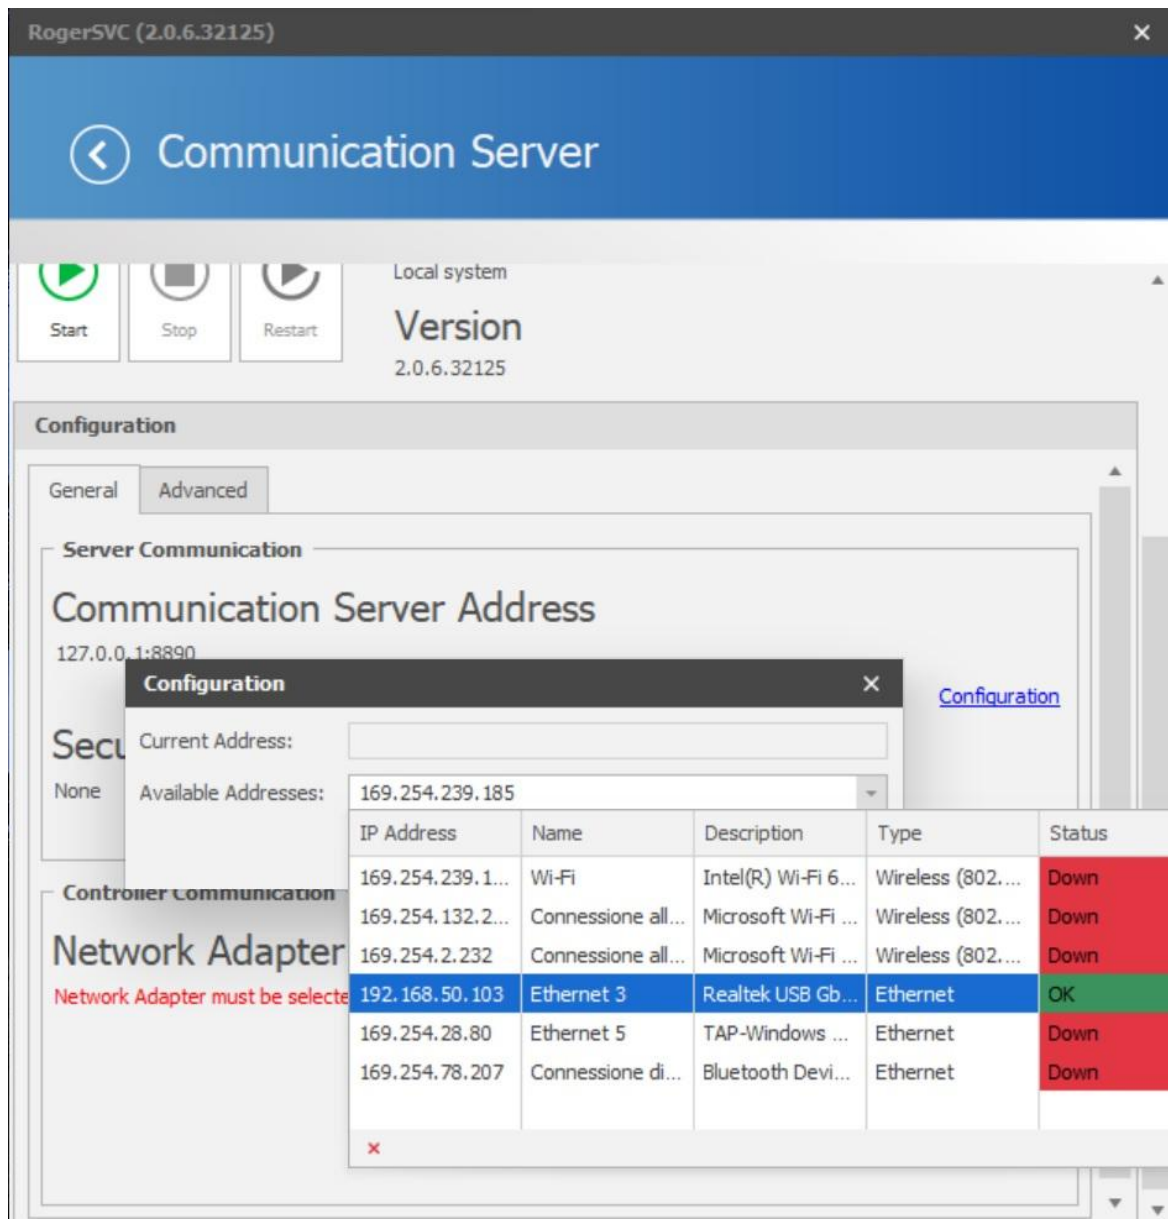 RogerSVC (2.0.6.32125)
Communication Server
Local system
Start Stop Restart
Version
2.0.6.32125
Configuration
General Advanced
Server Communication
Communication Server Address
127.0.0.1:8890
Configuration
Configuration
Current Address:
Secu
None
Available Addresses: 169.254.239.185
IP Address Name Description Type Status
169.254.239.1... Wi-Fi Intel(R) Wi-Fi 6... Wireless (802.... Down
169.254.132.2... Connessione all... Microsoft Wi-Fi ... Wireless (802.... Down
169.254.2.232 Connessione all... Microsoft Wi-Fi ... Wireless (802.... Down
192.168.50.103 Ethernet 3 Realtek USB Gb... Ethernet OK
169.254.28.80 Ethernet 5 TAP-Windows ... Ethernet Down
169.254.78.207 Connessione di... Bluetooth Devi... Ethernet Down
Controller Communication
Network Adapter
Network Adapter must be selecte